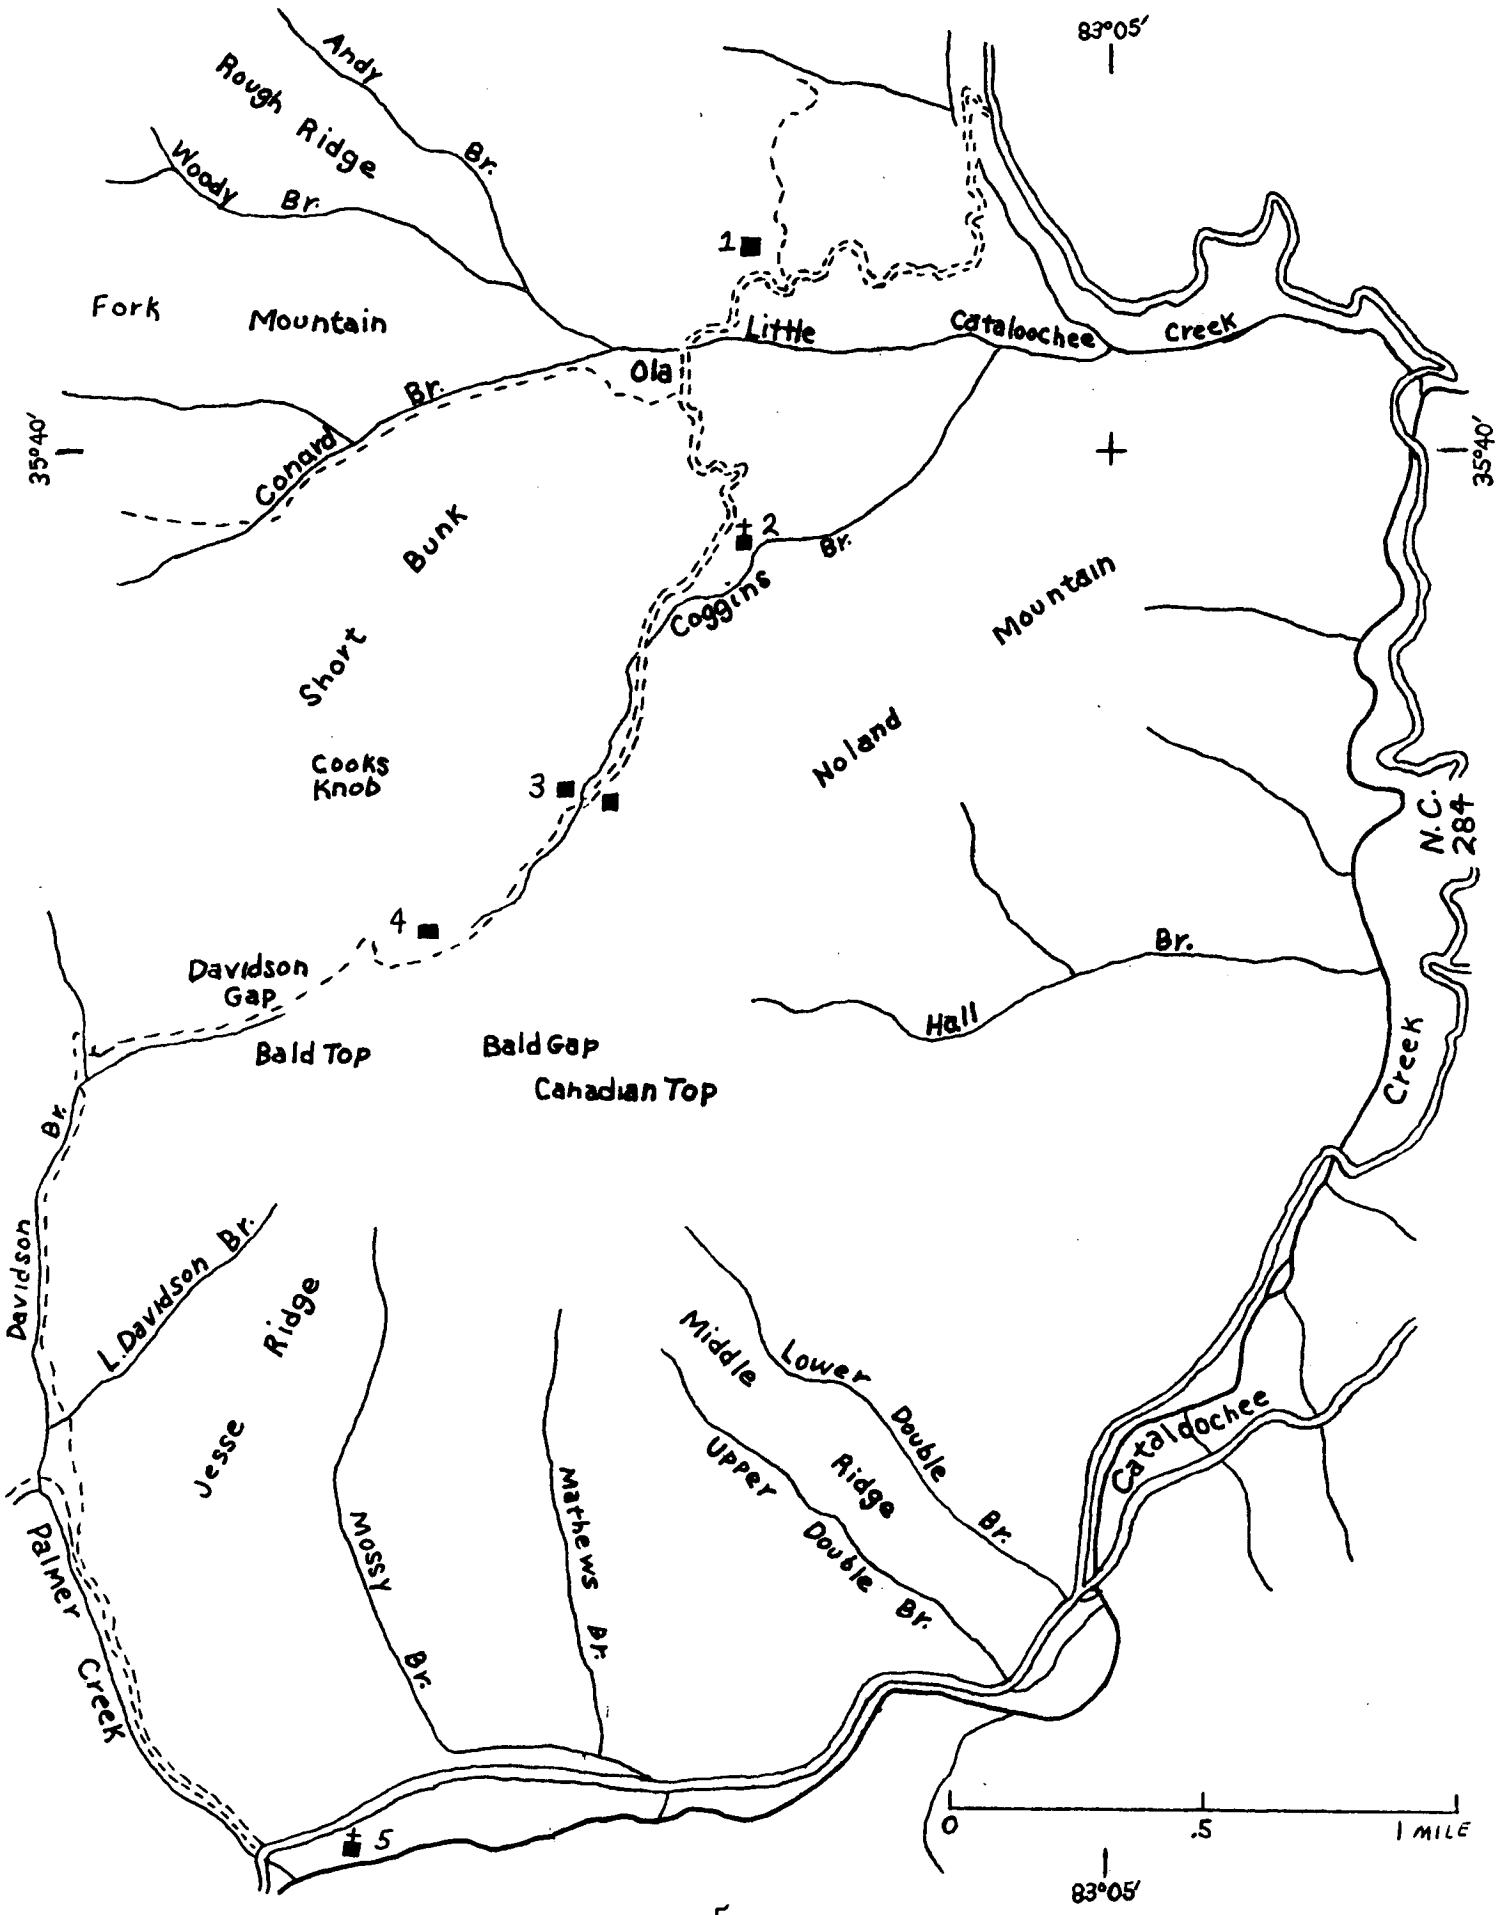 83°05′
Andy Br.
Rough Ridge
Woody Br.
1
Fork Mountain
Little Cataloochee Creek
Ola
Conard Br.
35°40′
35°40′
Short Bunk
2
Coggins Br.
Noland Mountain
Cooks
Knob
3
N.C.
284
4
Davidson
Gap
Hall Br.
Bald Top
Bald Gap
Canadian Top
Davidson Br.
L. Davidson Br.
Jesse Ridge
Middle Ridge
Lower Double Br.
Upper Double Br.
Cataloochee Creek
Mossy Br.
Mathews Br.
Palmer Creek
5
0 .5 1 MILE
83°05′
5